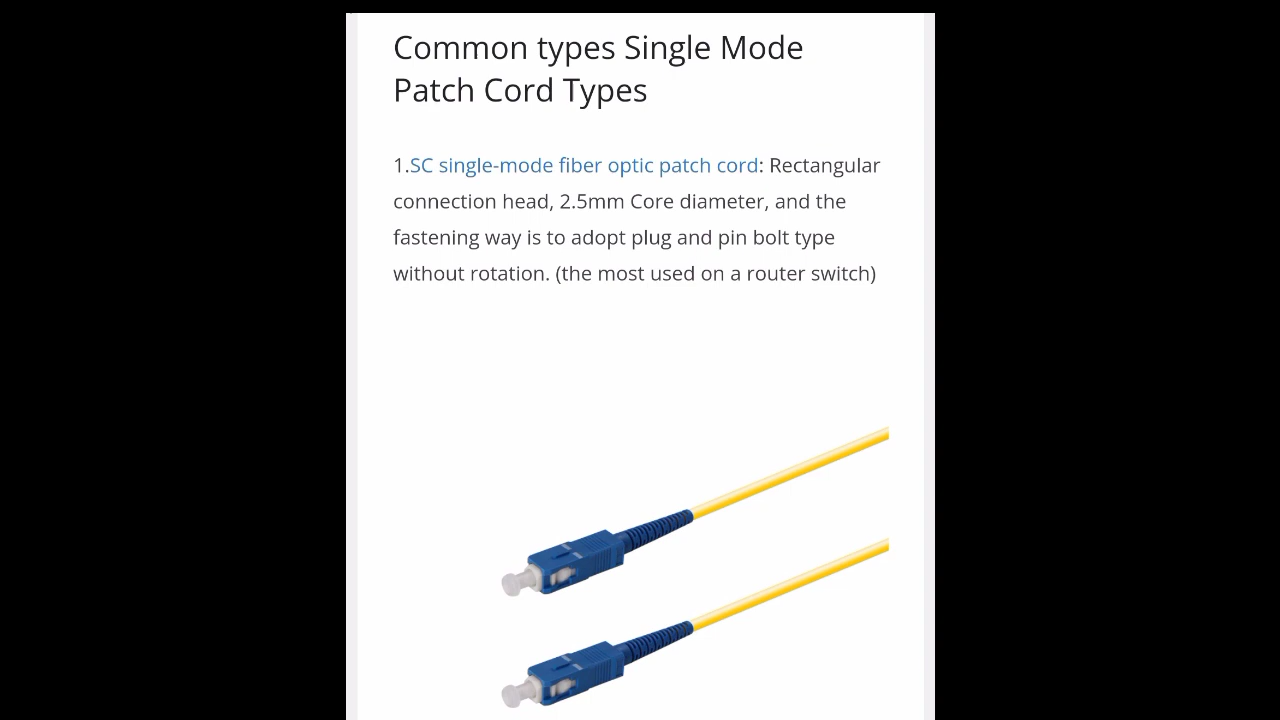 Common types Single Mode
Patch Cord Types
1.SC single-mode fiber optic patch cord: Rectangular
connection head, 2.5mm Core diameter, and the
fastening way is to adopt plug and pin bolt type
without rotation. (the most used on a router switch)